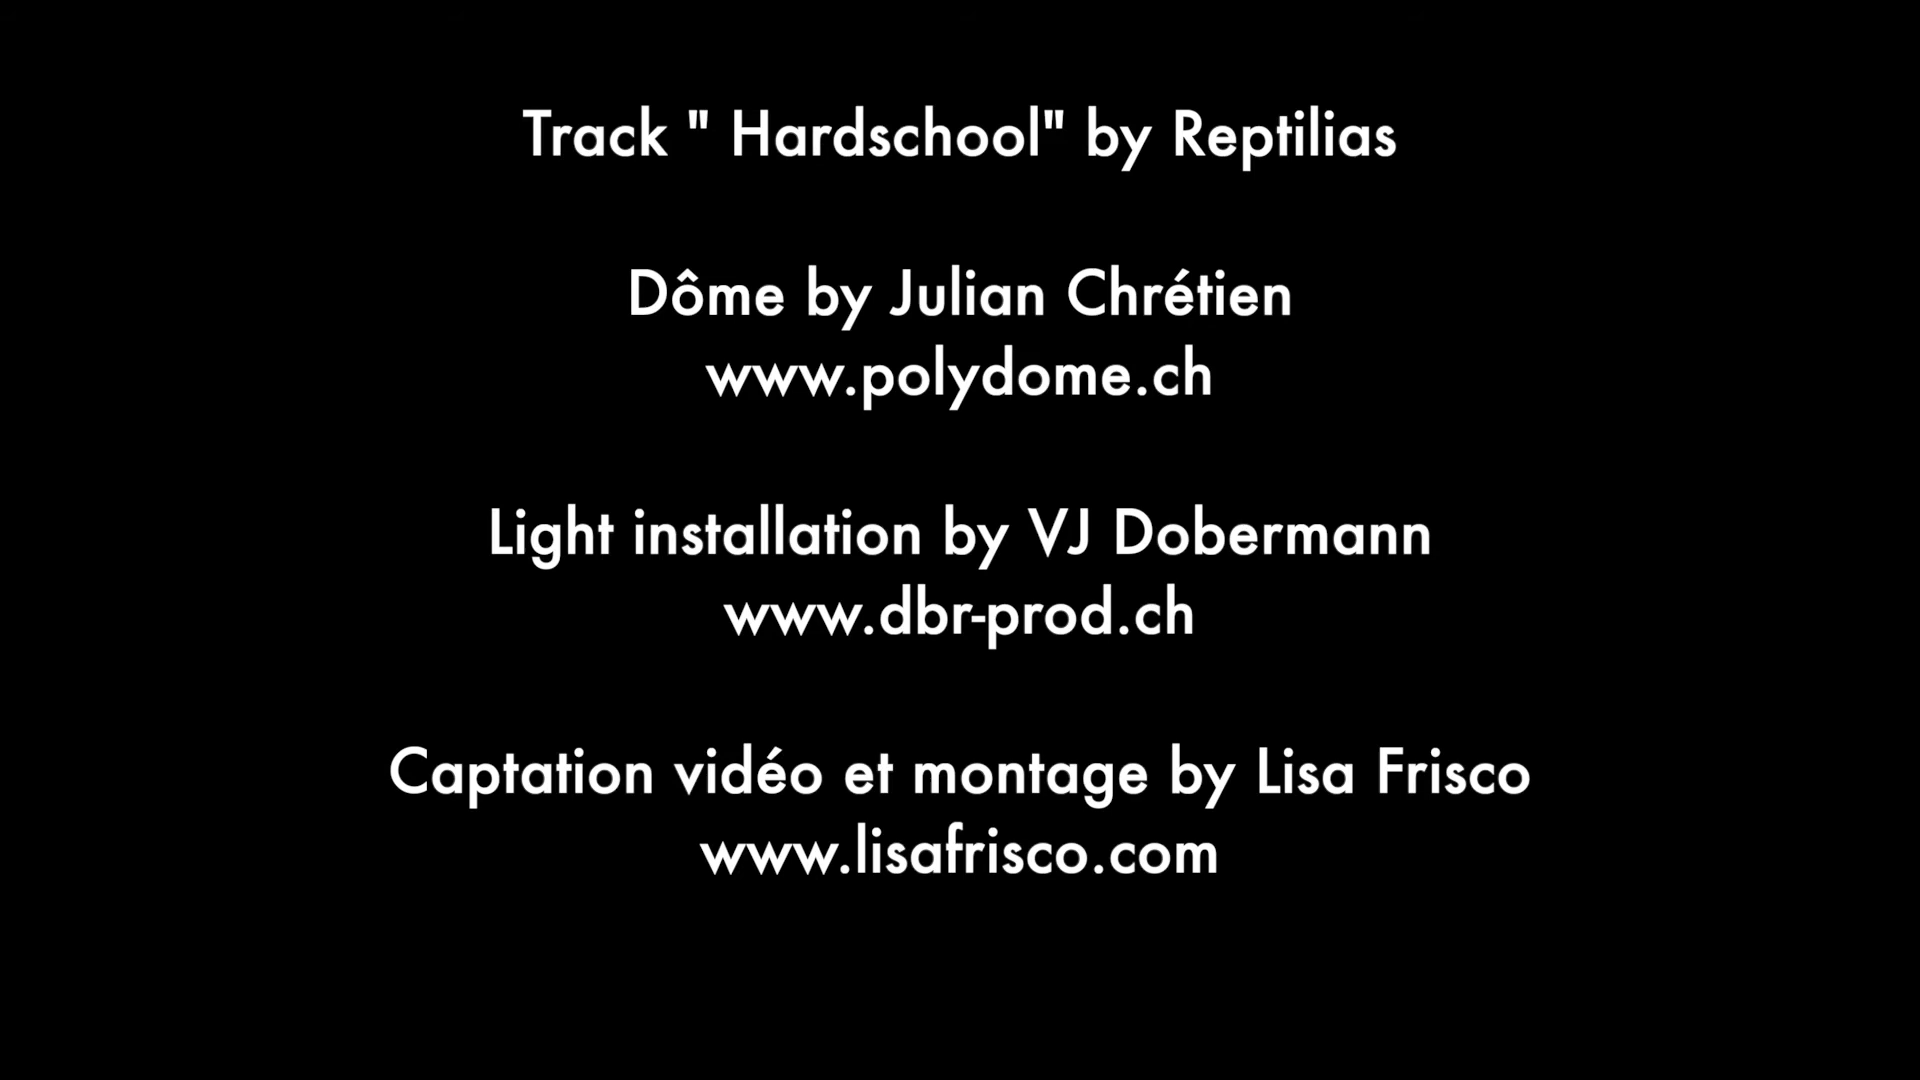 Track " Hardschool" by Reptilias
Dôme by Julian Chrétien
www.polydome.ch
Light installation by VJ Dobermann
www.dbr-prod.ch
Captation vidéo et montage by Lisa Frisco
www.lisafrisco.com